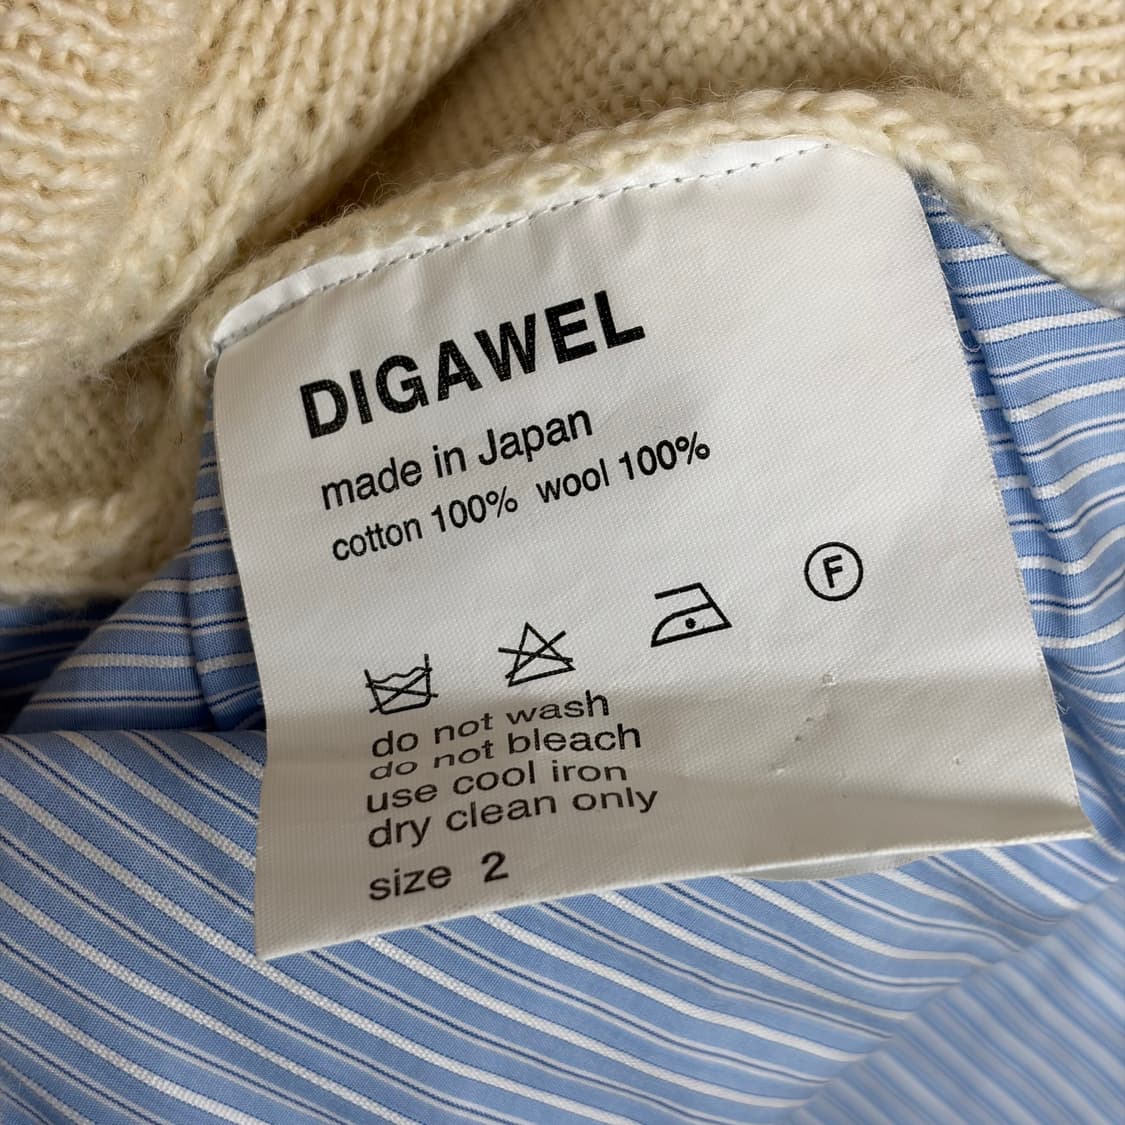 DIGAWEL
made in Japan
cotton 100% wool 100%
F
do not wash
do not bleach
use cool iron
dry clean only
size 2